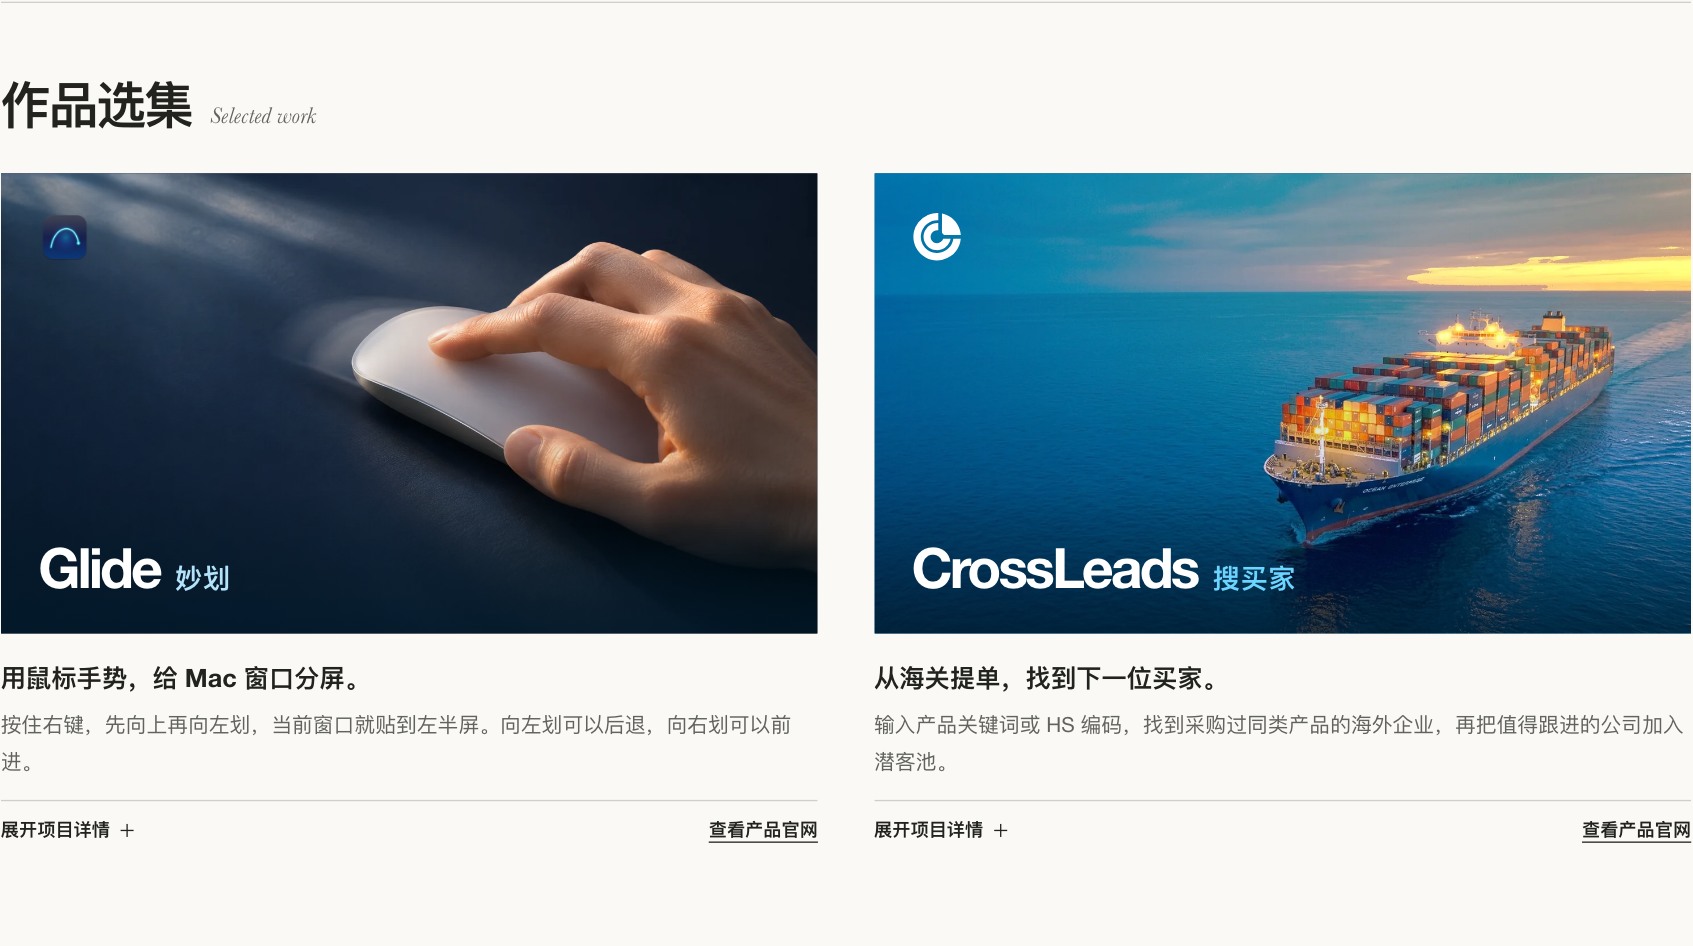 作品选集 Selected work
Glide 妙划
用鼠标手势，给 Mac 窗口分屏。
按住右键，先向上再向左划，当前窗口就贴到左半屏。向左划可以后退，向右划可以前
进。
展开项目详情 +
查看产品官网
OCEAN ENTERPRISE
CrossLeads 搜买家
从海关提单，找到下一位买家。
输入产品关键词或 HS 编码，找到采购过同类产品的海外企业，再把值得跟进的公司加入
潜客池。
展开项目详情 +
查看产品官网